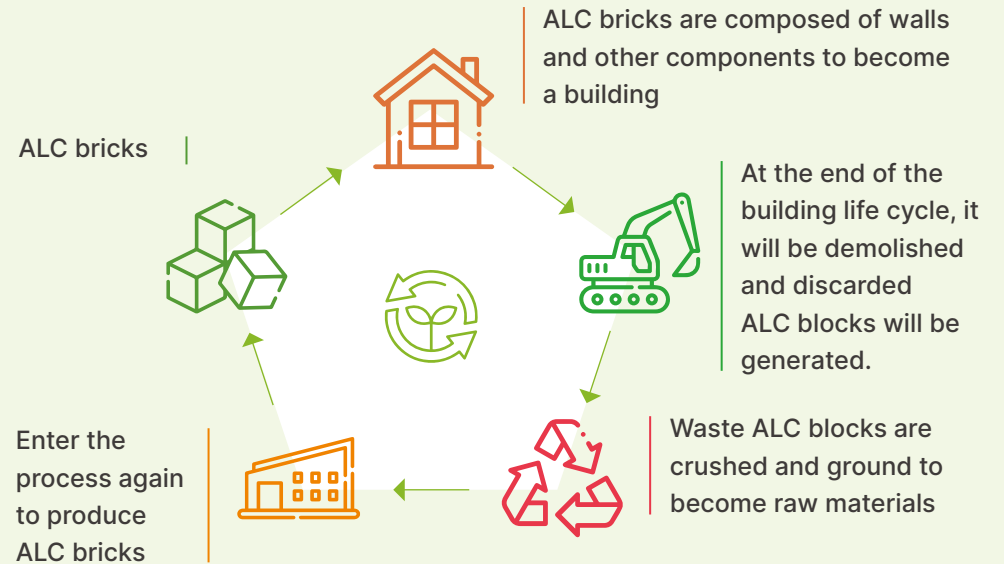 ALC bricks are composed of walls
and other components to become
a building
ALC bricks
At the end of the
building life cycle, it
will be demolished
and discarded
ALC blocks will be
generated.
Waste ALC blocks are
crushed and ground to
become raw materials
Enter the
process again
to produce
ALC bricks